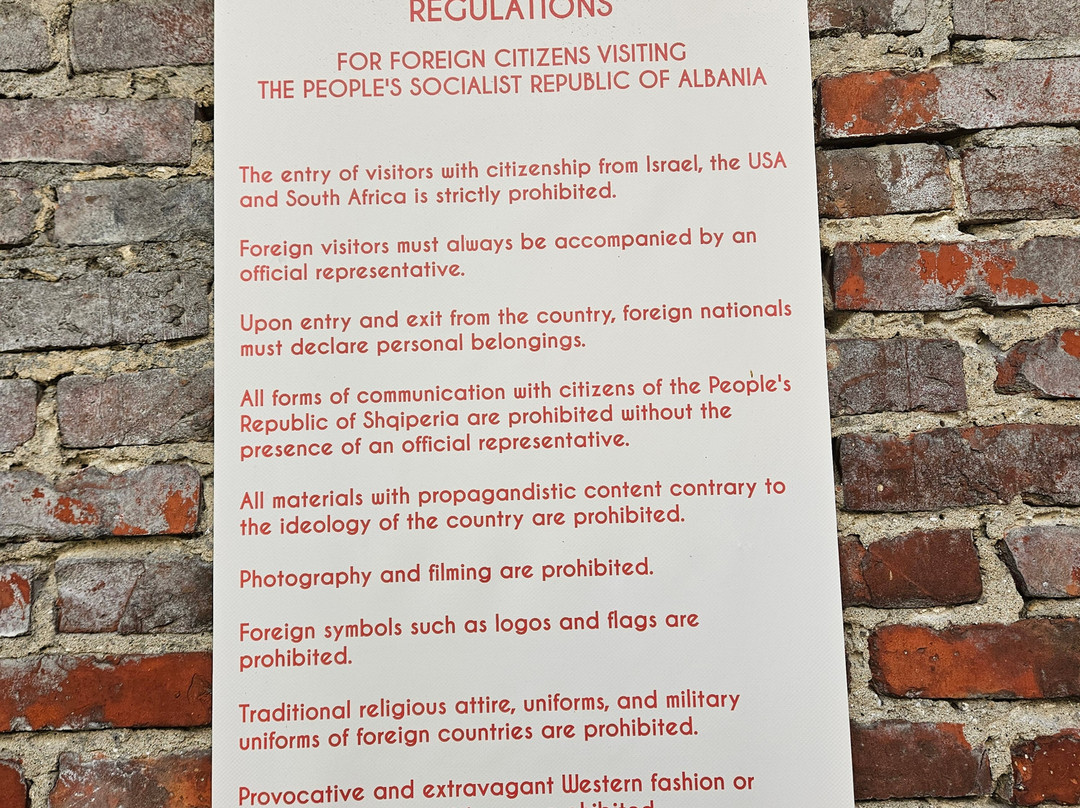 REGULATIONS
FOR FOREIGN CITIZENS VISITING
THE PEOPLE'S SOCIALIST REPUBLIC OF ALBANIA
The entry of visitors with citizenship from Israel, the USA
and South Africa is strictly prohibited.
Foreign visitors must always be accompanied by an
official representative.
Upon entry and exit from the country, foreign nationals
must declare personal belongings.
All forms of communication with citizens of the People's
Republic of Shqiperia are prohibited without the
presence of an official representative.
All materials with propagandistic content contrary to
the ideology of the country are prohibited.
Photography and filming are prohibited.
Foreign symbols such as logos and flags are
prohibited.
Traditional religious attire, uniforms, and military
uniforms of foreign countries are prohibited.
Provocative and extravagant Western fashion or